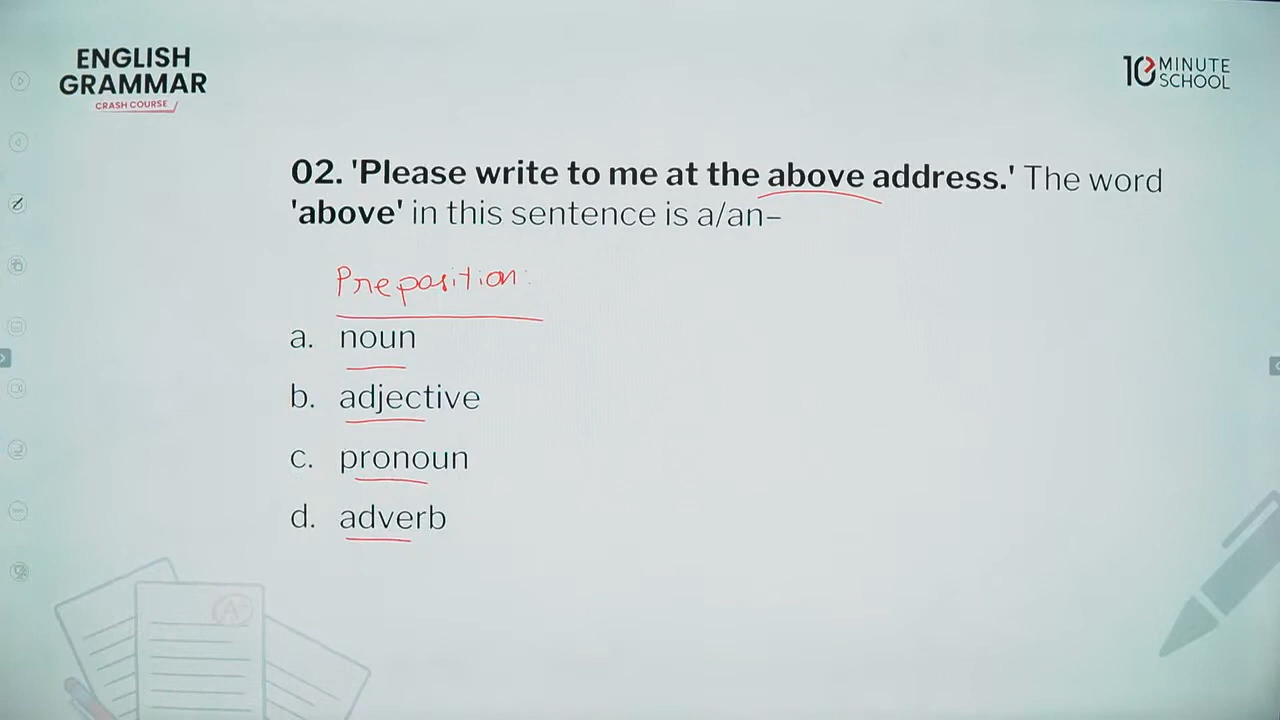 ENGLISH
GRAMMAR
CRASH COURSE
10 MINUTE
SCHOOL
02. 'Please write to me at the above address.' The word
'above' in this sentence is a/an–
Preposition:
a. noun
b. adjective
c. pronoun
d. adverb
A+